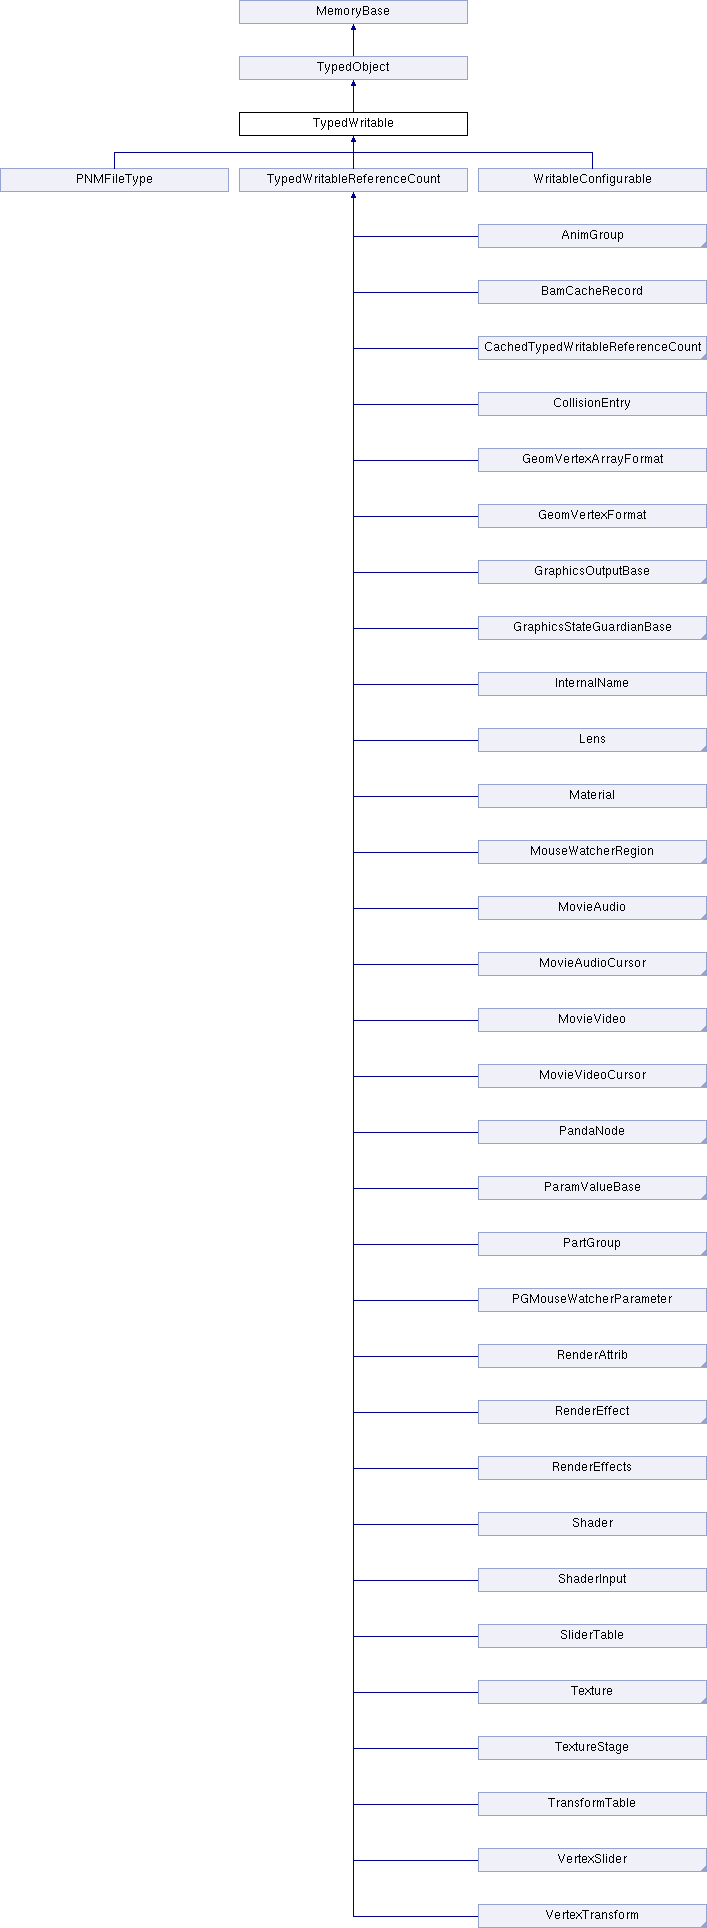 MemoryBase
TypedObject
TypedWritable
PNMFileType
TypedWritableReferenceCount
WritableConfigurable
AnimGroup
BamCacheRecord
CachedTypedWritableReferenceCount
CollisionEntry
GeomVertexArrayFormat
GeomVertexFormat
GraphicsOutputBase
GraphicsStateGuardianBase
InternalName
Lens
Material
MouseWatcherRegion
MovieAudio
MovieAudioCursor
MovieVideo
MovieVideoCursor
PandaNode
ParamValueBase
PartGroup
PGMouseWatcherParameter
RenderAttrib
RenderEffect
RenderEffects
Shader
ShaderInput
SliderTable
Texture
TextureStage
TransformTable
VertexSlider
VertexTransform